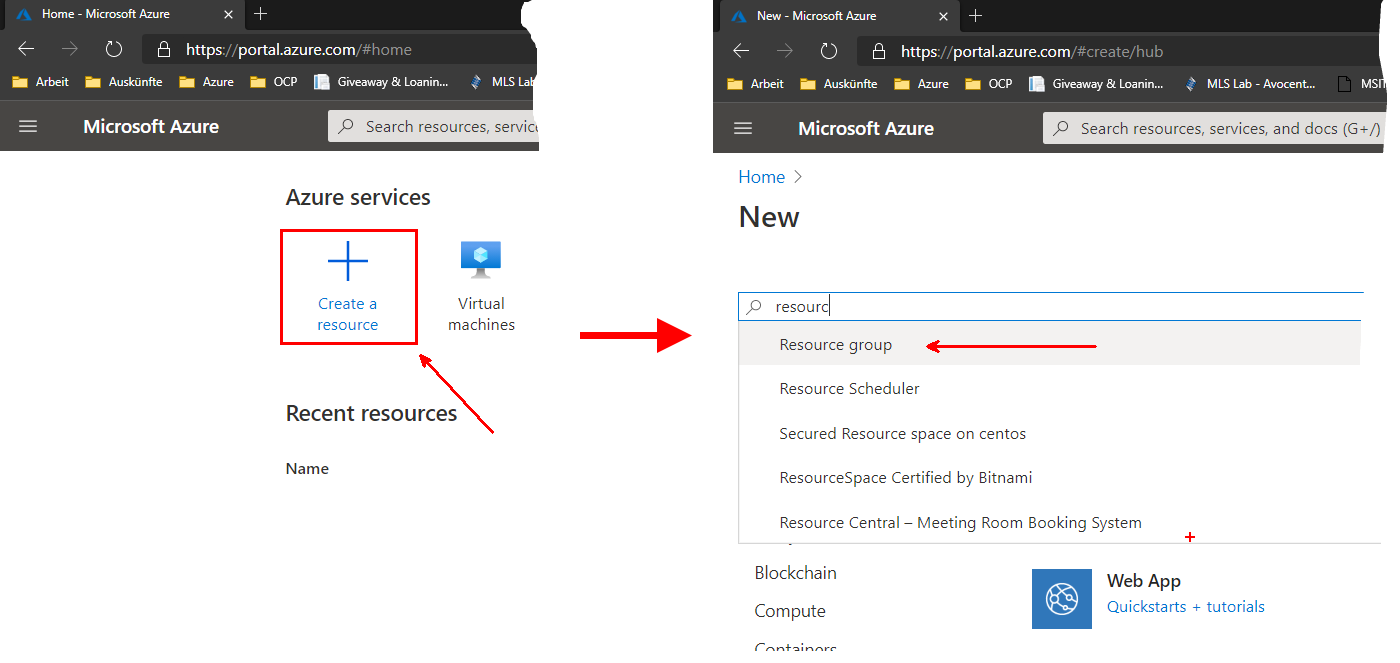 Home - Microsoft Azure
https://portal.azure.com/#home
Arbeit
Auskünfte
Azure
OCP
Giveaway & Loanin...
MLS Lab
Microsoft Azure
Search resources, servic
Azure services
Create a
resource
Virtual
machines
Recent resources
Name
New - Microsoft Azure
https://portal.azure.com/#create/hub
Arbeit
Auskünfte
Azure
OCP
Giveaway & Loanin...
MLS Lab - Avocent...
MSIT
Microsoft Azure
Search resources, services, and docs (G+/)
Home
New
resourc
Resource group
Resource Scheduler
Secured Resource space on centos
ResourceSpace Certified by Bitnami
Resource Central – Meeting Room Booking System
Blockchain
Compute
Containers
Web App
Quickstarts + tutorials